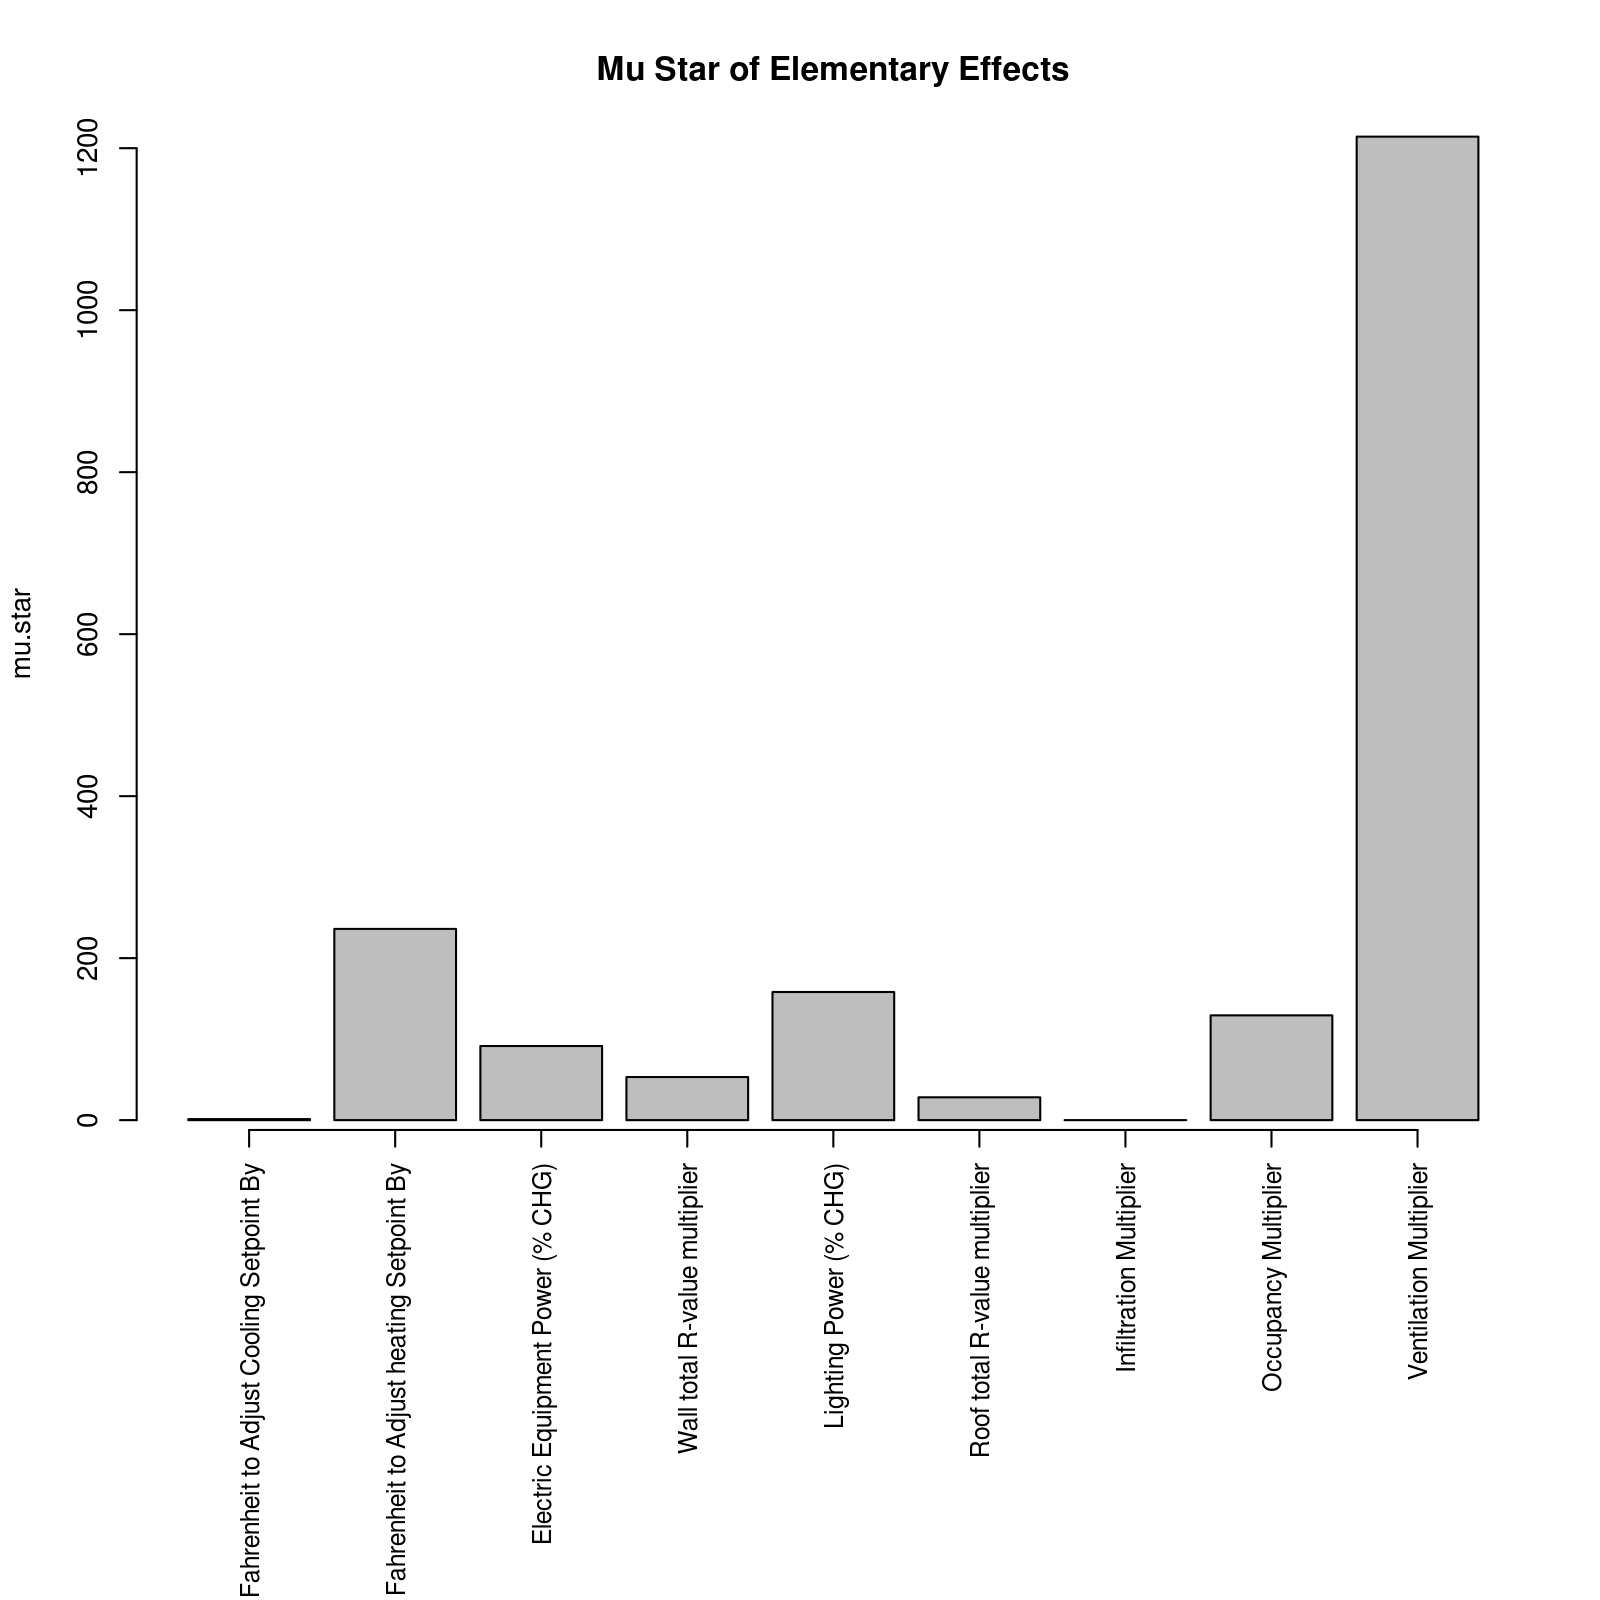 Mu Star of Elementary Effects
mu.star
1200
1000
800
600
400
200
0
Fahrenheit to Adjust Cooling Setpoint By
Fahrenheit to Adjust heating Setpoint By
Electric Equipment Power (% CHG)
Wall total R-value multiplier
Lighting Power (% CHG)
Roof total R-value multiplier
Infiltration Multiplier
Occupancy Multiplier
Ventilation Multiplier